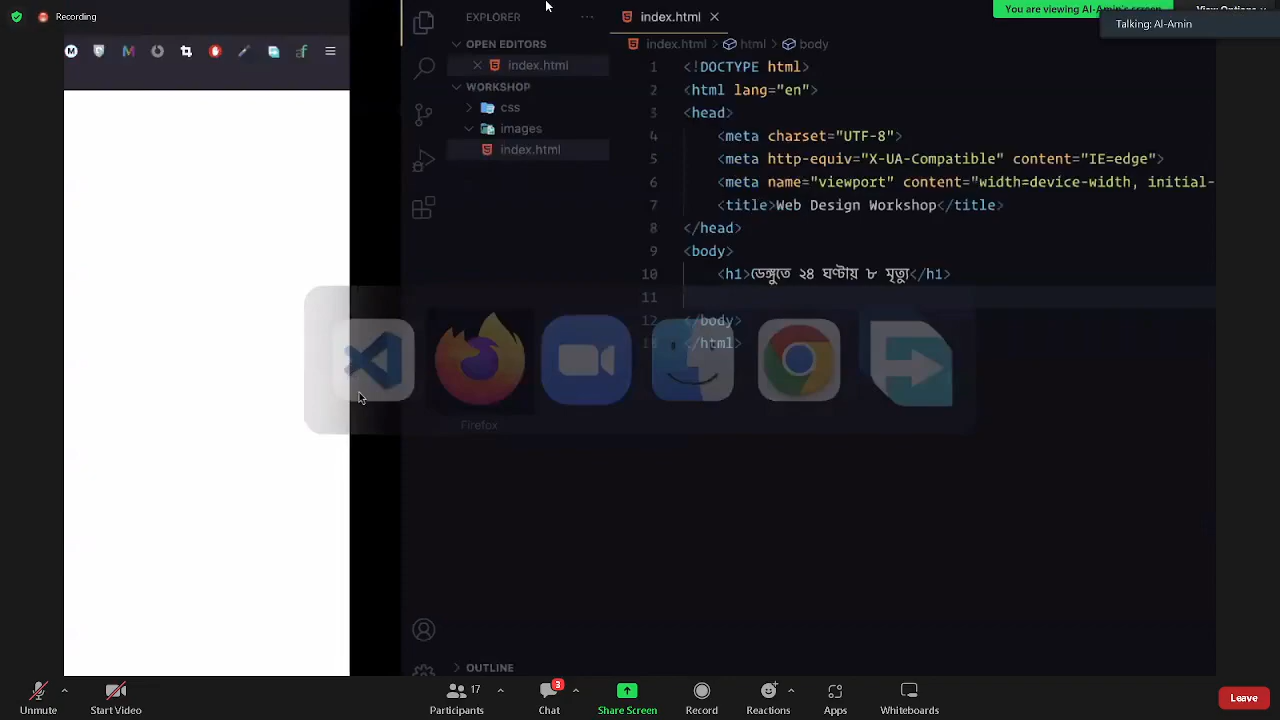 Recording
You are viewing Al-Amin's screen
View Options
Talking: Al-Amin
EXPLORER
OPEN EDITORS
index.html
WORKSHOP
css
images
index.html
index.html
index.html html body
1 <!DOCTYPE html>
2 <html lang="en">
3 <head>
4 <meta charset="UTF-8">
5 <meta http-equiv="X-UA-Compatible" content="IE=edge">
6 <meta name="viewport" content="width=device-width, initial-
7 <title>Web Design Workshop</title>
8 </head>
9 <body>
10 <h1>ডেঙ্গুতে ২৪ ঘণ্টায় ৮ মৃত্যু</h1>
11
12 </body>
13 </html>
Firefox
OUTLINE
Unmute
Start Video
Participants 17
Chat 3
Share Screen
Record
Reactions
Apps
Whiteboards
Leave